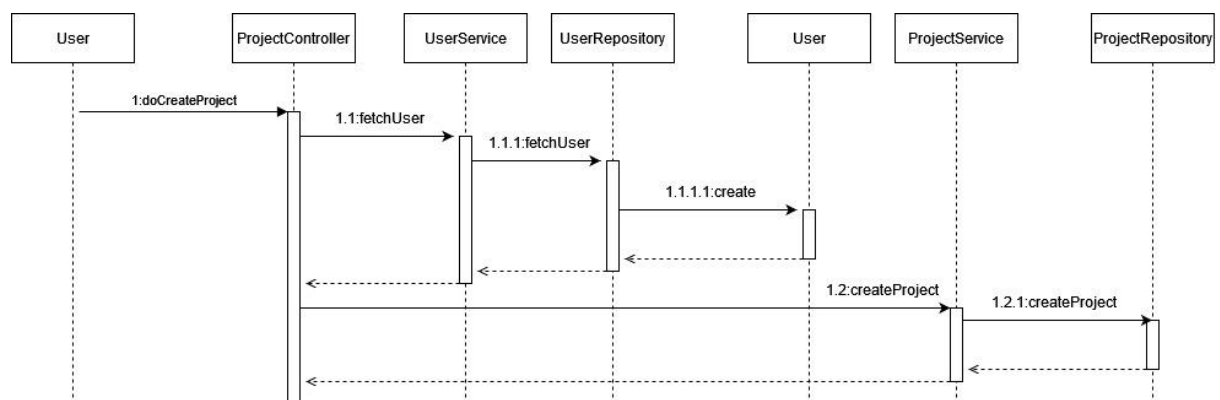 User
ProjectController
UserService
UserRepository
User
ProjectService
ProjectRepository
1:doCreateProject
1.1:fetchUser
1.1.1:fetchUser
1.1.1.1:create
1.2:createProject
1.2.1:createProject